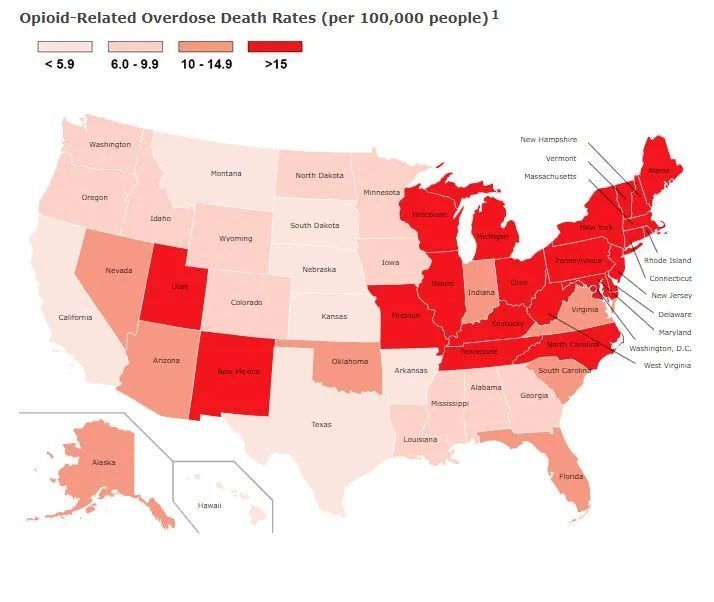 Opioid-Related Overdose Death Rates (per 100,000 people)1
< 5.9 6.0 - 9.9 10 - 14.9 >15
New Hampshire
Washington
Vermont
Maine
Montana
North Dakota
Massachusetts
Minnesota
Oregon
Wisconsin
Idaho
South Dakota
New York
Michigan
Wyoming
Rhode Island
Iowa
Pennsylvania
Nevada
Nebraska
Connecticut
Utah
Illinois
Ohio
Indiana
New Jersey
Colorado
Virginia
Delaware
California
Kansas
Missouri
Kentucky
Maryland
North Carolina
Washington, D.C.
Tennessee
Arizona
Oklahoma
West Virginia
New Mexico
Arkansas
South Carolina
Alabama
Georgia
Mississippi
Texas
Louisiana
Alaska
Florida
Hawaii